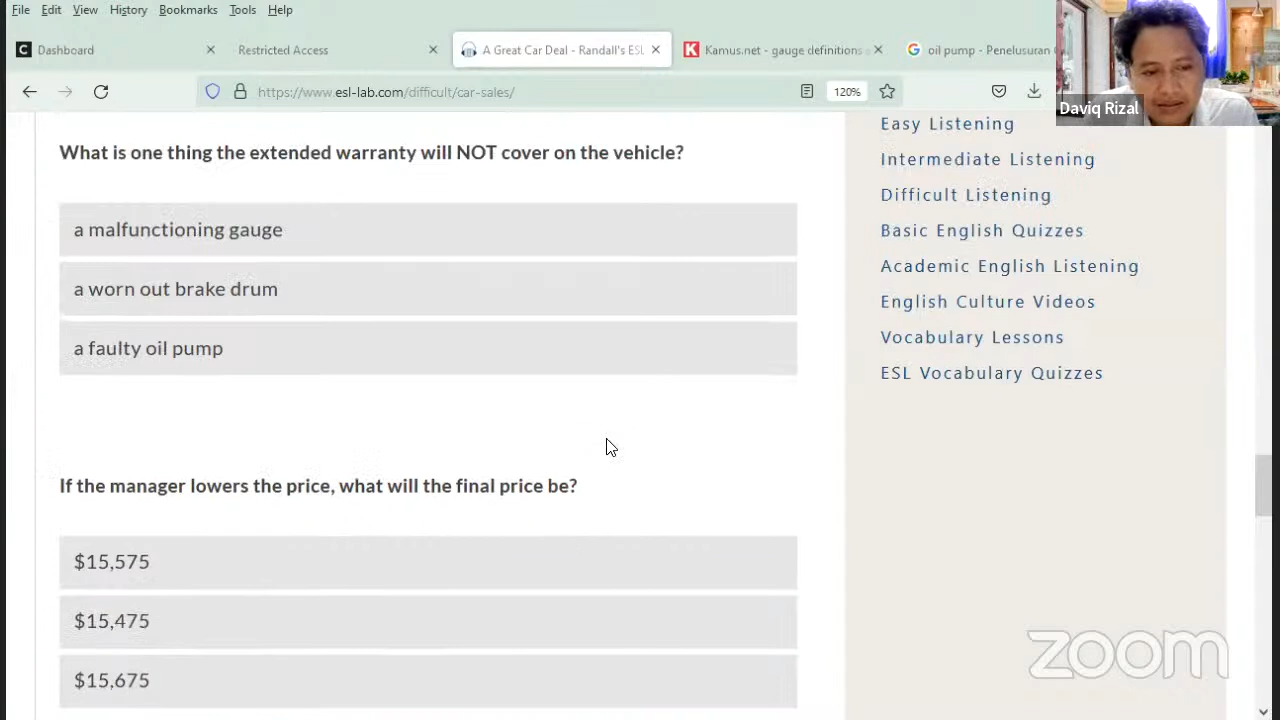 File Edit View History Bookmarks Tools Help
Dashboard
Restricted Access
A Great Car Deal - Randall's ESL
Kamus.net - gauge definitions
oil pump - Penelusuran
https://www.esl-lab.com/difficult/car-sales/
120%
Daviq Rizal
What is one thing the extended warranty will NOT cover on the vehicle?
a malfunctioning gauge
a worn out brake drum
a faulty oil pump
If the manager lowers the price, what will the final price be?
$15,575
$15,475
$15,675
Easy Listening
Intermediate Listening
Difficult Listening
Basic English Quizzes
Academic English Listening
English Culture Videos
Vocabulary Lessons
ESL Vocabulary Quizzes
zoom